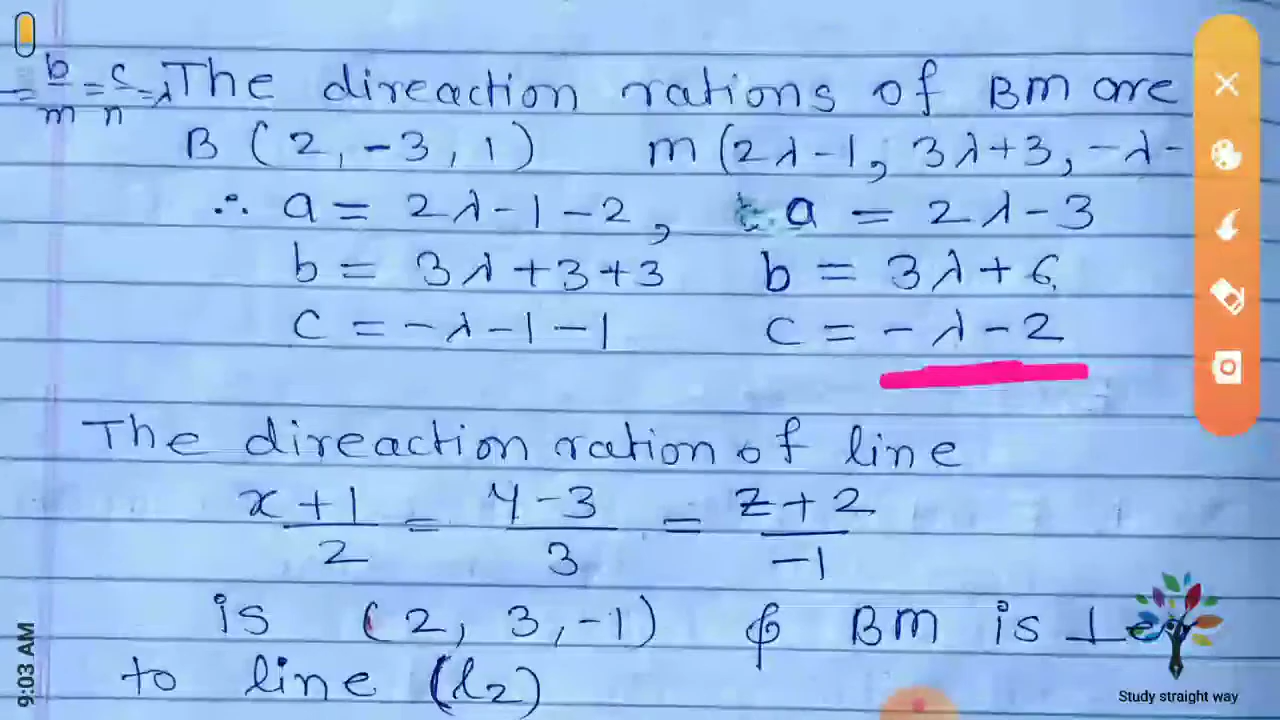 = b/m = c/n = λ The direaction rations of BM are
B (2, -3, 1) m (2λ-1, 3λ+3, -λ-
∴ a = 2λ-1-2, a = 2λ-3
b = 3λ+3+3 b = 3λ+6
c = -λ-1-1 c = -λ-2
The direaction ration of line
x+1/2 = y-3/3 = z+2/-1
is (2, 3, -1) & BM is ⊥er
to line (l2)
9:03 AM
Study straight way